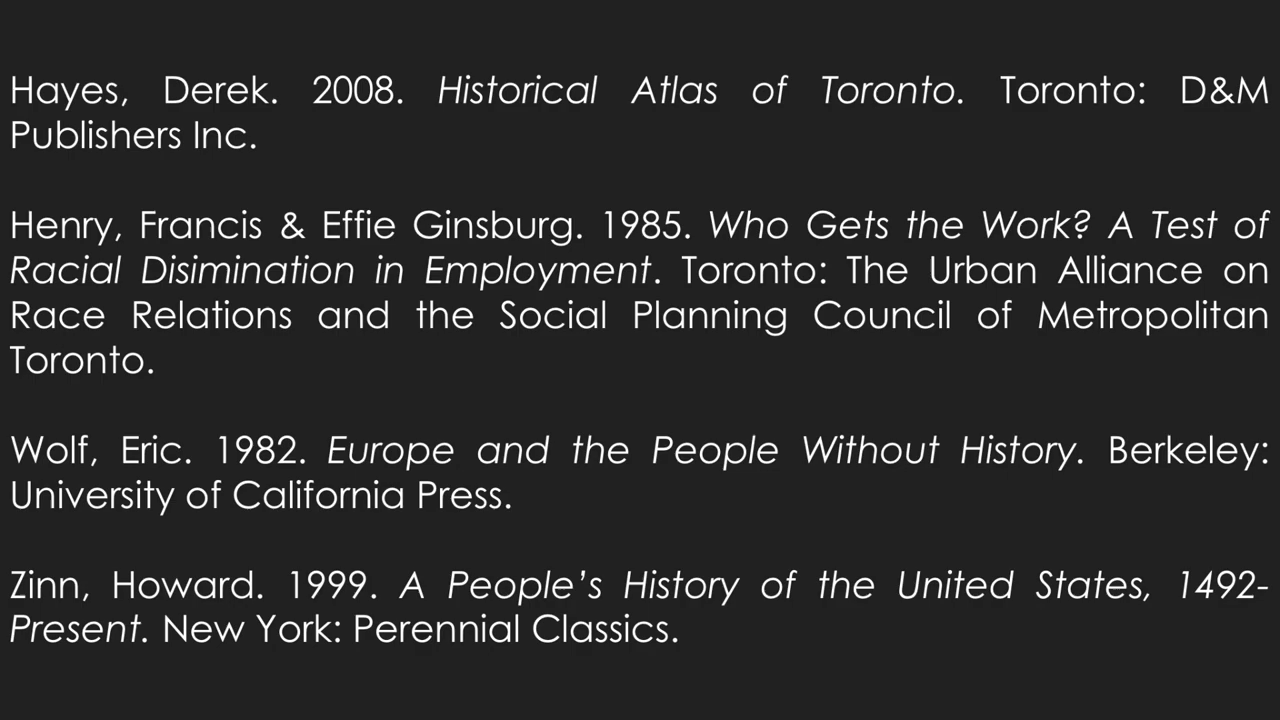 Hayes, Derek. 2008. Historical Atlas of Toronto. Toronto: D&M
Publishers Inc.
Henry, Francis & Effie Ginsburg. 1985. Who Gets the Work? A Test of
Racial Disimination in Employment. Toronto: The Urban Alliance on
Race Relations and the Social Planning Council of Metropolitan
Toronto.
Wolf, Eric. 1982. Europe and the People Without History. Berkeley:
University of California Press.
Zinn, Howard. 1999. A People’s History of the United States, 1492-
Present. New York: Perennial Classics.